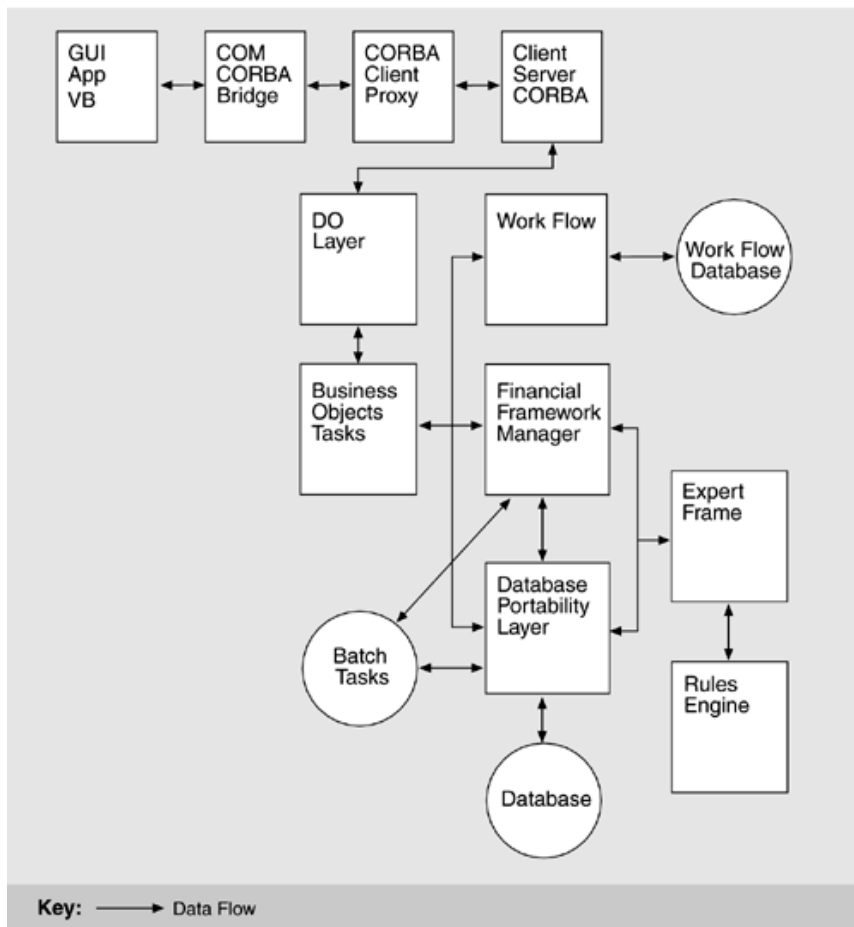 GUI
App
VB
COM
CORBA
Bridge
CORBA
Client
Proxy
Client
Server
CORBA
DO
Layer
Work Flow
Work Flow
Database
Business
Objects
Tasks
Financial
Framework
Manager
Expert
Frame
Database
Portability
Layer
Batch
Tasks
Rules
Engine
Database
Key: Data Flow